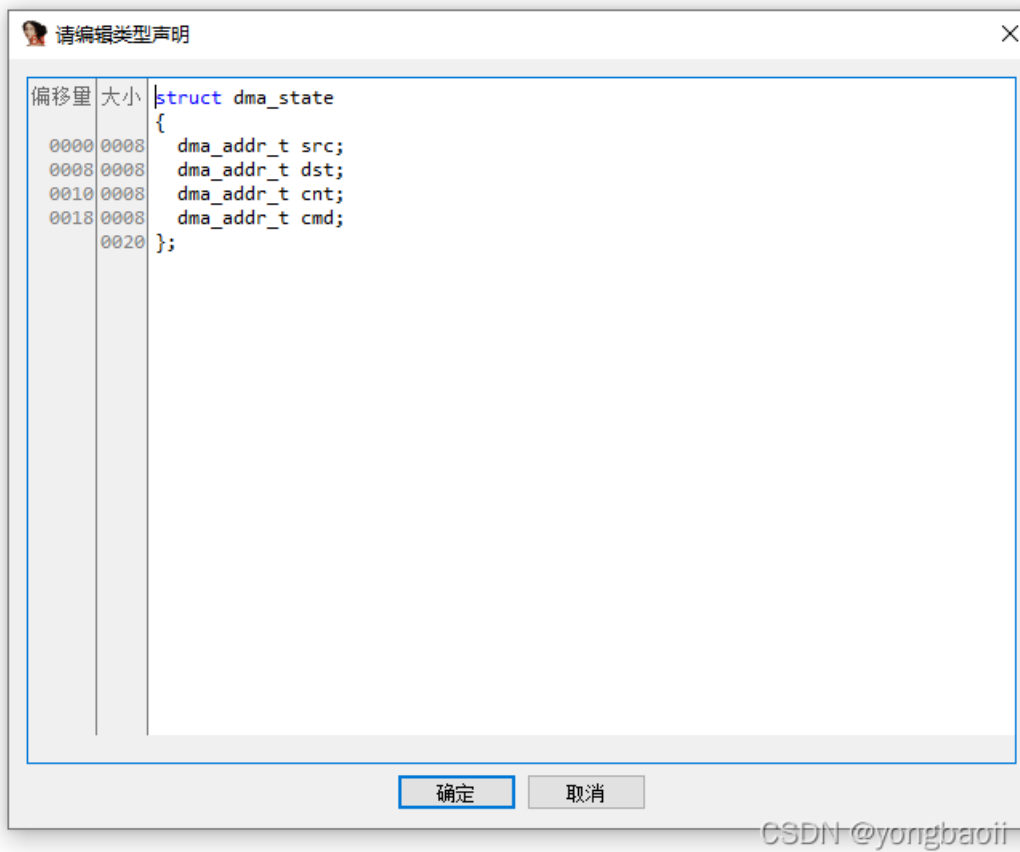 请编辑类型声明
偏移量 大小 struct dma_state
{
0000 0008 dma_addr_t src;
0008 0008 dma_addr_t dst;
0010 0008 dma_addr_t cnt;
0018 0008 dma_addr_t cmd;
0020 };
确定 取消
CSDN @yongbaoii